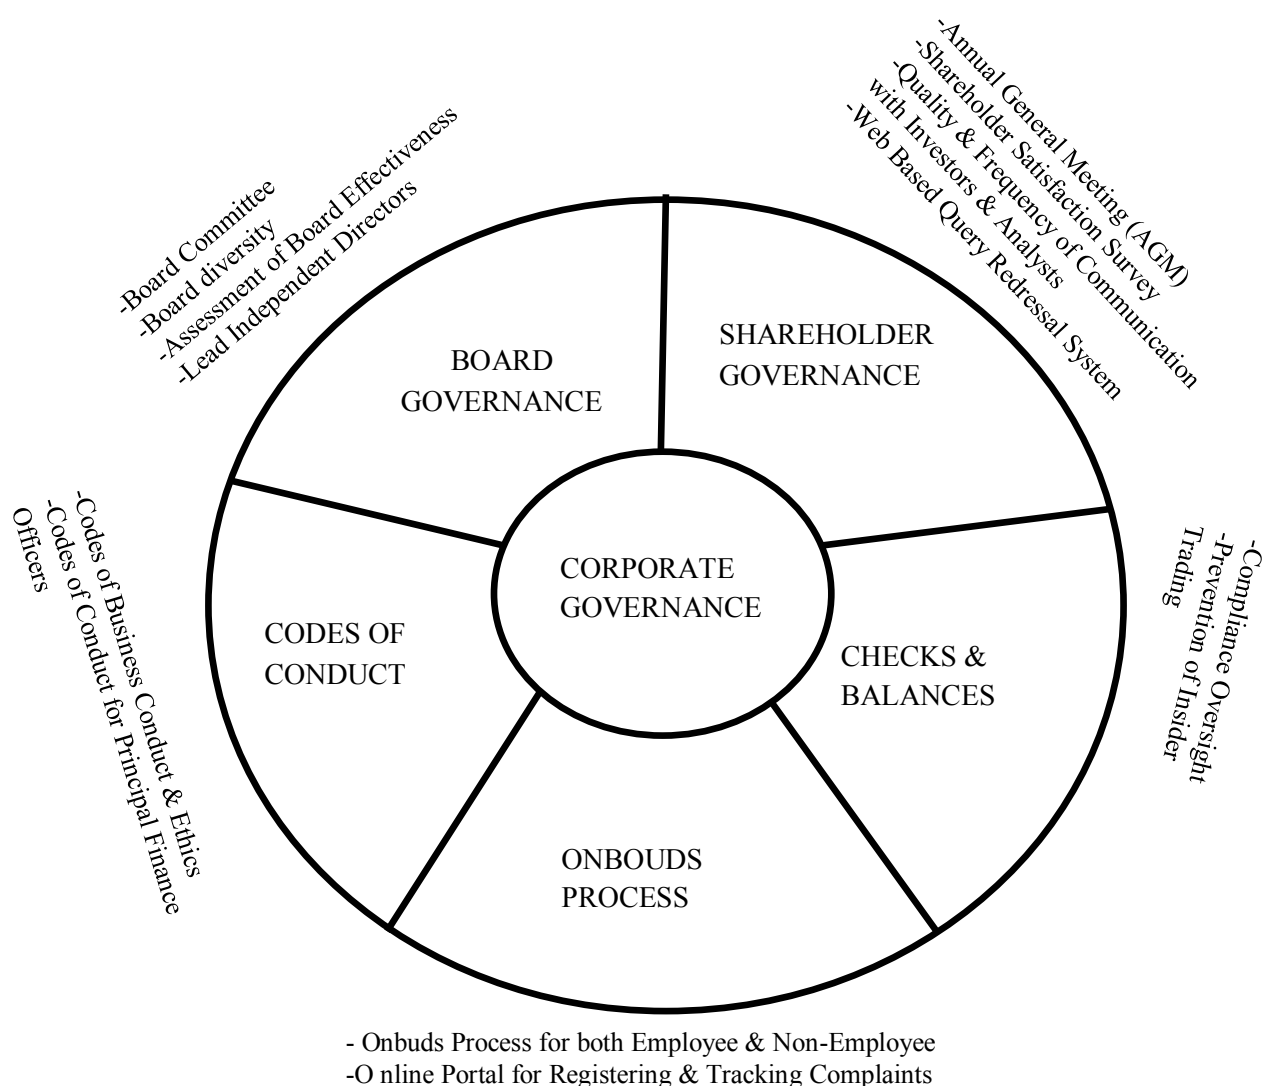 -Annual General Meeting (AGM)
-Shareholder Satisfaction Survey
-Quality & Frequency of Communication
with Investors & Analysts
-Web Based Query Redressal System
-Board Committee
-Board diversity
-Assessment of Board Effectiveness
-Lead Independent Directors
BOARD
GOVERNANCE
SHAREHOLDER
GOVERNANCE
CORPORATE
GOVERNANCE
CODES OF
CONDUCT
CHECKS &
BALANCES
ONBOUDS
PROCESS
-Codes of Business Conduct & Ethics
-Codes of Conduct for Principal Finance
Officers
-Compliance Oversight
-Prevention of Insider
Trading
- Onbuds Process for both Employee & Non-Employee
-O nline Portal for Registering & Tracking Complaints